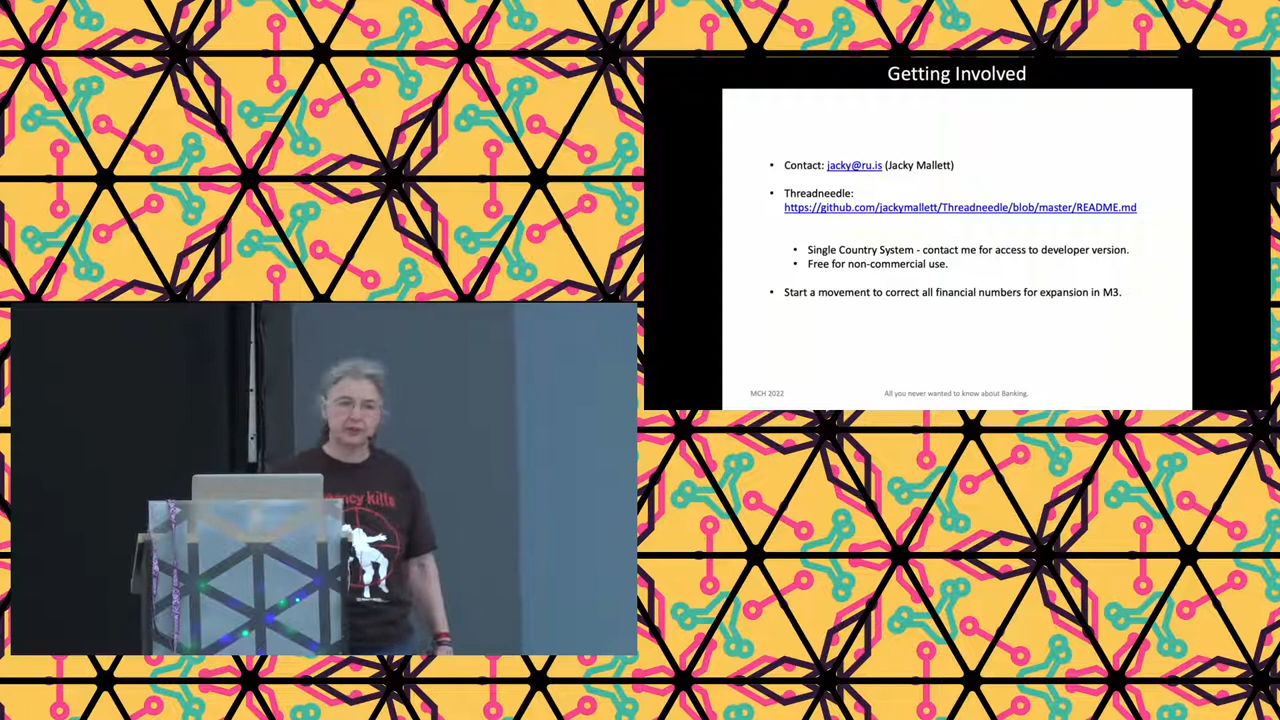 Getting Involved
• Contact: jacky@ru.is (Jacky Mallett)
• Threadneedle:
https://github.com/jackymallett/Threadneedle/blob/master/README.md
• Single Country System - contact me for access to developer version.
• Free for non-commercial use.
• Start a movement to correct all financial numbers for expansion in M3.
MCH 2022
All you never wanted to know about Banking.
kills